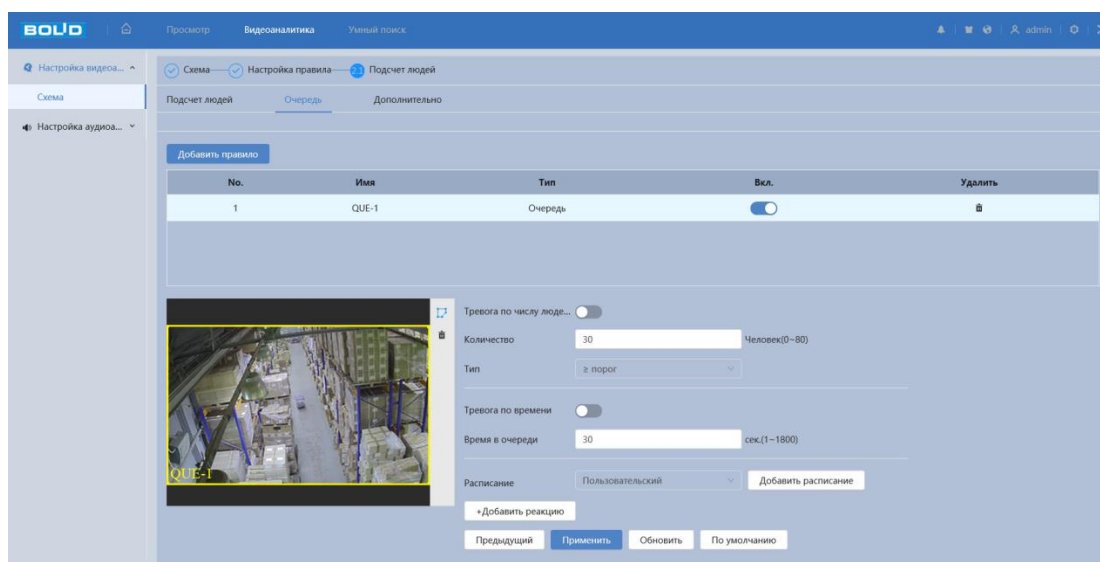 BOLID Просмотр Видеоаналитика Умный поиск admin
Настройка видеоа... Схема Настройка правила 2.1 Подсчет людей
Схема Подсчет людей Очередь Дополнительно
Настройка аудиоа...
Добавить правило
No. Имя Тип Вкл. Удалить
1 QUE-1 Очередь
Тревога по числу люде...
Количество 30 Человек(0~80)
Тип ≥ порог
Тревога по времени
Время в очереди 30 сек.(1~1800)
QUE-1
Расписание Пользовательский Добавить расписание
+Добавить реакцию
Предыдущий Применить Обновить По умолчанию